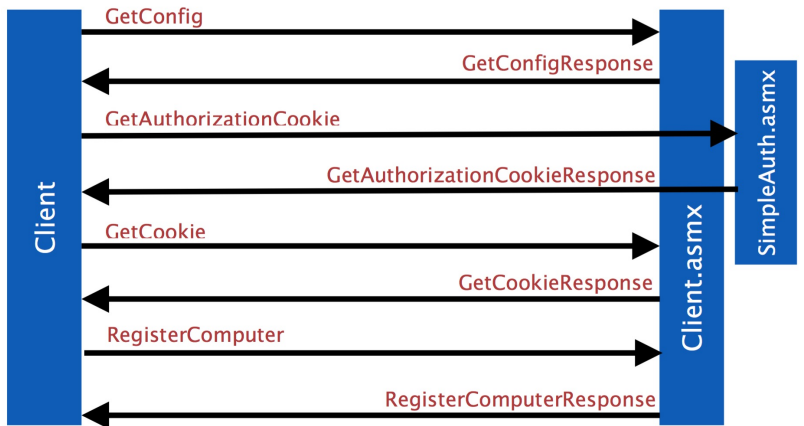 GetConfig
GetConfigResponse
GetAuthorizationCookie
GetAuthorizationCookieResponse
GetCookie
GetCookieResponse
RegisterComputer
RegisterComputerResponse
Client
Client.asmx
SimpleAuth.asmx